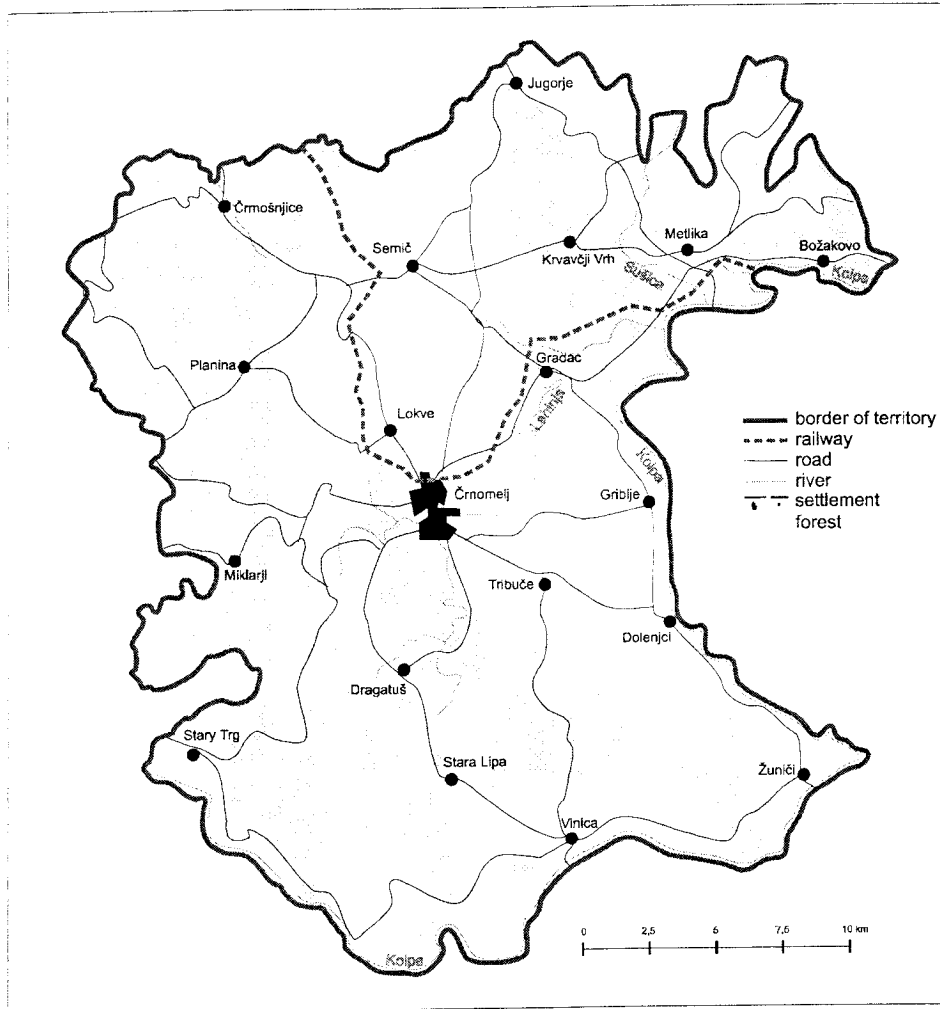 Jugorje
Črmošnjice
Semič
Krvavčji Vrh
Metlika
Božakovo
Kolpa
Sušica
Planina
Gradac
Lokve
Kolpa
Črnomelj
Griblje
Miklarji
Tribuče
Dolenjci
Dragatuš
Stary Trg
Stara Lipa
Žuniči
Vinica
Kolpa
border of territory
railway
road
river
settlement
forest
0 2,5 5 7,5 10 km